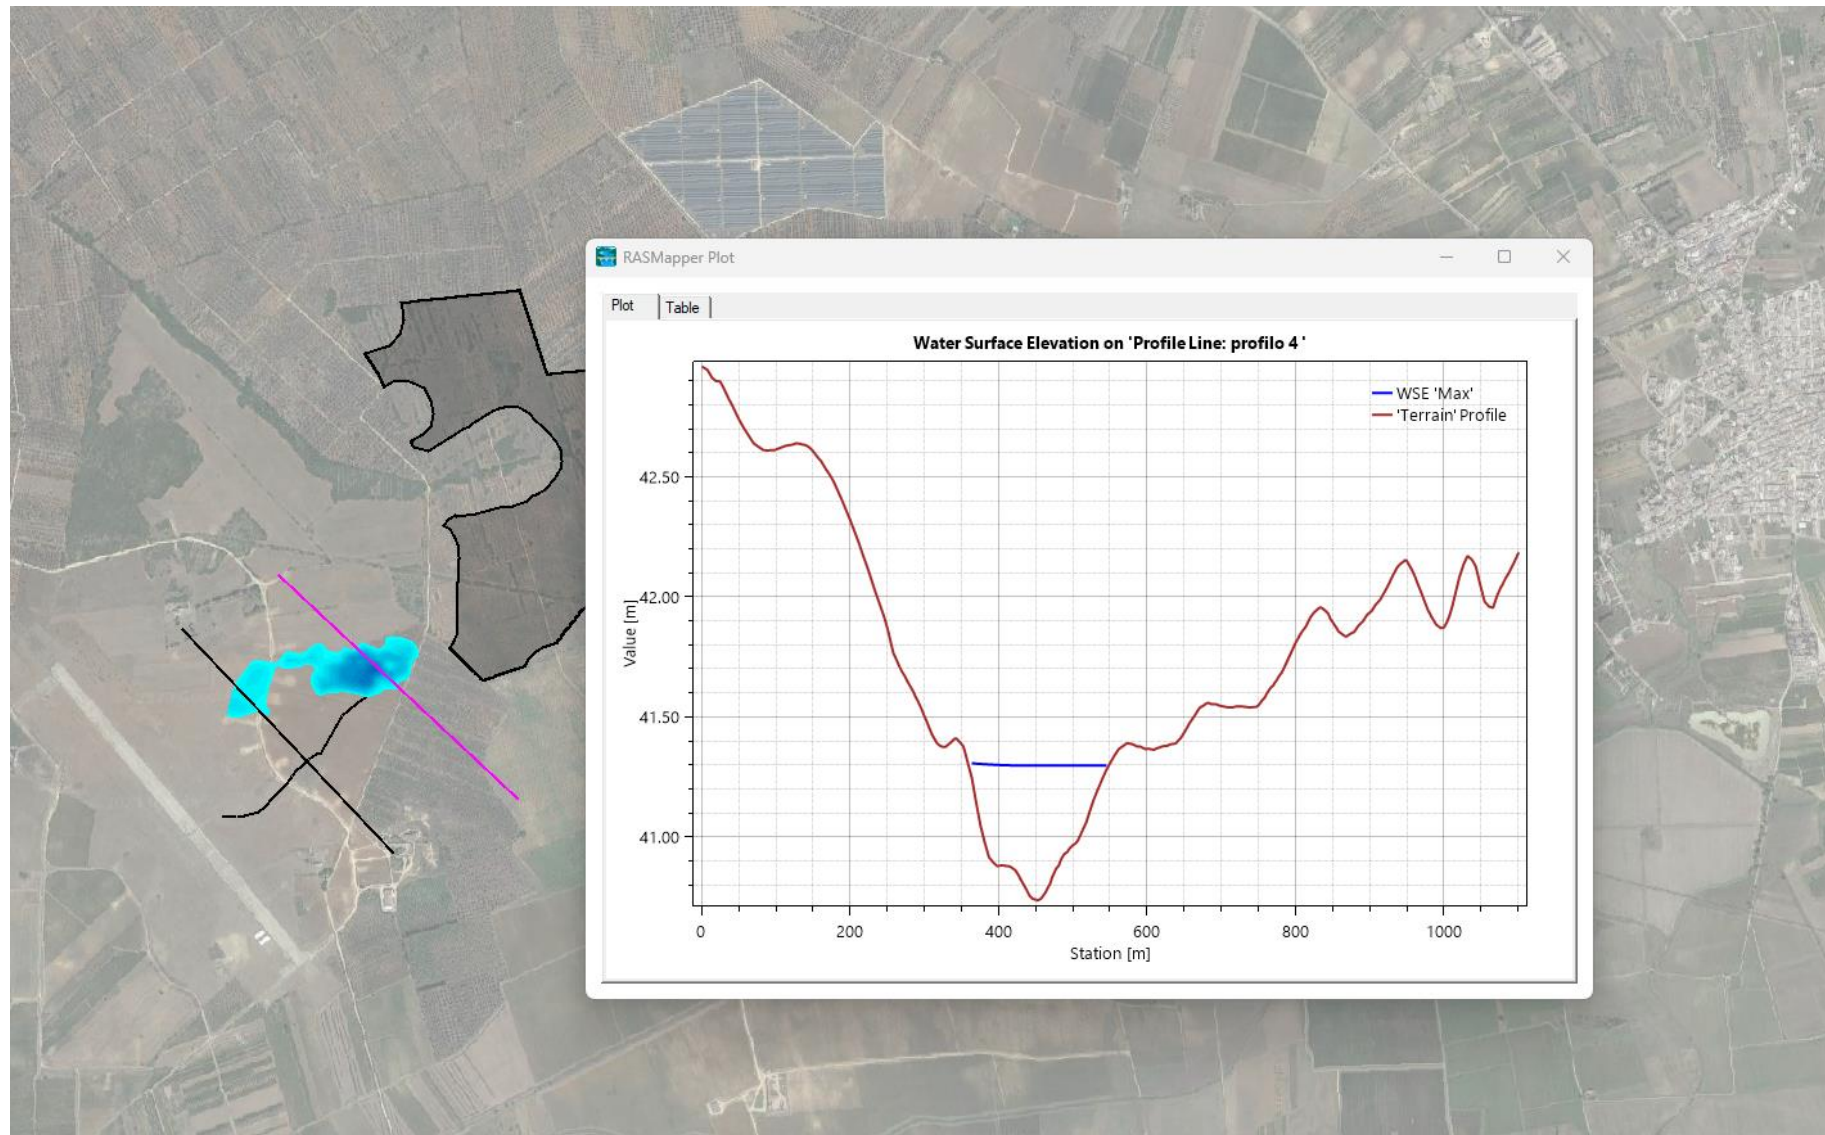 RASMapper Plot
Plot
Table
Water Surface Elevation on 'Profile Line: profilo 4 '
WSE 'Max'
'Terrain' Profile
42.50
42.00
41.50
41.00
Value [m]
0
200
400
600
800
1000
Station [m]